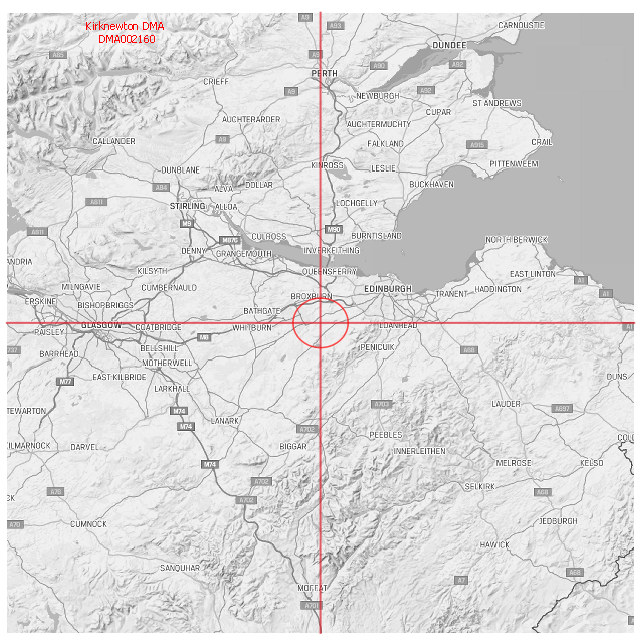 Kirknewton DMA
DMA002160
A9
A93
CARNOUSTIE
A85
DUNDEE
A90
A92
PERTH
CRIEFF
A9
NEWBURGH
A92
ST ANDREWS
AUCHTERARDER
AUCHTERMUCHTY
CUPAR
CALLANDER
A9
FALKLAND
A915
CRAIL
DUNBLANE
KINROSS
LESLIE
PITTENWEEM
A84
ALVA
DOLLAR
BUCKHAVEN
A811
STIRLING
ALLOA
LOCHGELLY
M9
A811
M876
CULROSS
M90
BURNTISLAND
DENNY
GRANGEMOUTH
INVERKEITHING
NORTH BERWICK
ANDRIA
KILSYTH
QUEENSFERRY
EAST LINTON
A1
MILNGAVIE
CUMBERNAULD
EDINBURGH
HADDINGTON
ERSKINE
BISHOPBRIGGS
BROXBURN
TRANENT
A1
BATHGATE
PAISLEY
GLASGOW
COATBRIDGE
WHITBURN
LOANHEAD
A1
M8
737
BARRHEAD
BELLSHILL
PENICUIK
A68
MOTHERWELL
M77
EAST KILBRIDE
DUNS
LARKHALL
TEWARTON
M74
A703
LAUDER
A697
M74
LANARK
A702
PEEBLES
ILMARNOCK
DARVEL
BIGGAR
INNERLEITHEN
M74
MELROSE
KELSO
A702
CK
A76
A702
SELKIRK
A68
A70
CUMNOCK
JEDBURGH
HAWICK
SANQUHAR
A68
A7
MOFFAT
A701